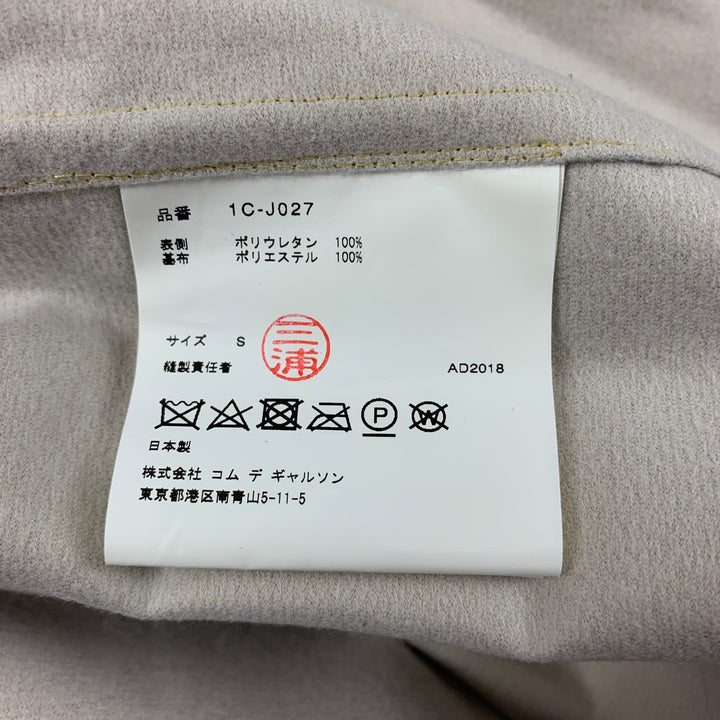 品番 1C-J027
表側 ポリウレタン 100%
基布 ポリエステル 100%
サイズ S
三浦
縫製責任者 AD2018
P W
日本製
株式会社 コム デ ギャルソン
東京都港区南青山5-11-5